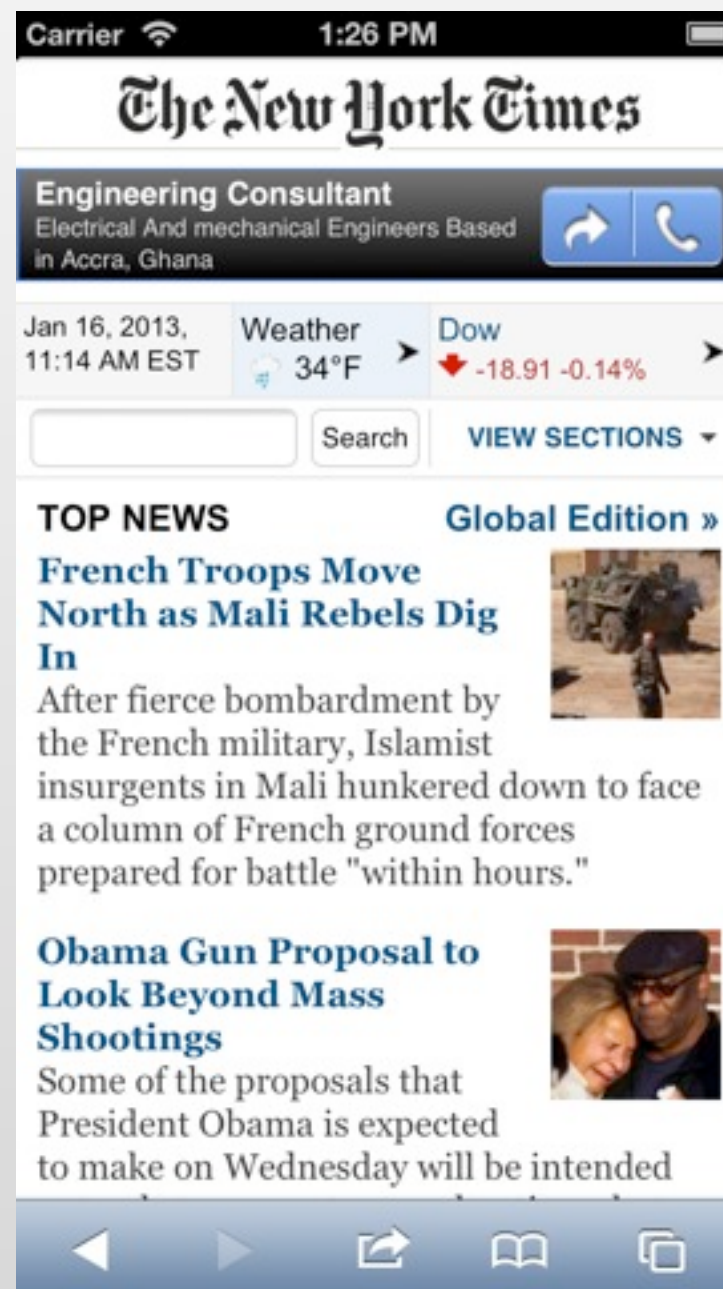 Carrier 1:26 PM
The New York Times
Engineering Consultant
Electrical And mechanical Engineers Based
in Accra, Ghana
Jan 16, 2013,
11:14 AM EST
Weather
34°F
Dow
-18.91 -0.14%
Search
VIEW SECTIONS
TOP NEWS
Global Edition »
French Troops Move
North as Mali Rebels Dig
In
After fierce bombardment by
the French military, Islamist
insurgents in Mali hunkered down to face
a column of French ground forces
prepared for battle "within hours."
Obama Gun Proposal to
Look Beyond Mass
Shootings
Some of the proposals that
President Obama is expected
to make on Wednesday will be intended